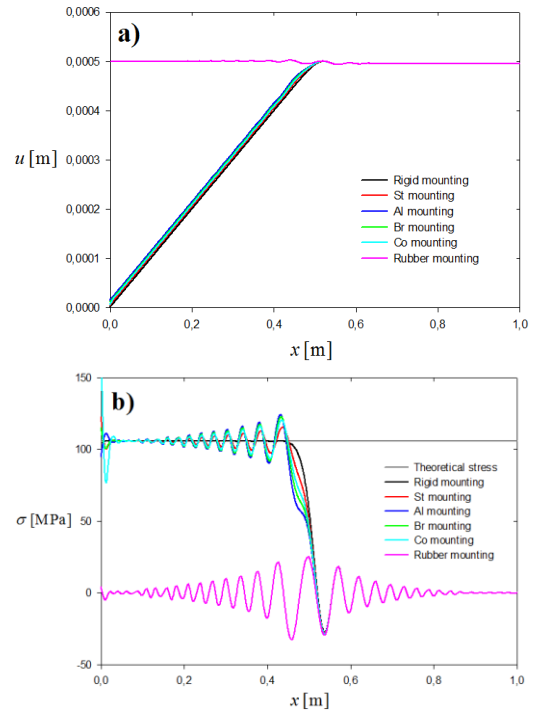 a)
0,0006
0,0005
0,0004
u [m]
0,0003
0,0002
0,0001
0,0000
Rigid mounting
St mounting
Al mounting
Br mounting
Co mounting
Rubber mounting
0,0 0,2 0,4 0,6 0,8 1,0
x [m]
b)
150
100
σ [MPa]
50
0
-50
Theoretical stress
Rigid mounting
St mounting
Al mounting
Br mounting
Co mounting
Rubber mounting
0,0 0,2 0,4 0,6 0,8 1,0
x [m]